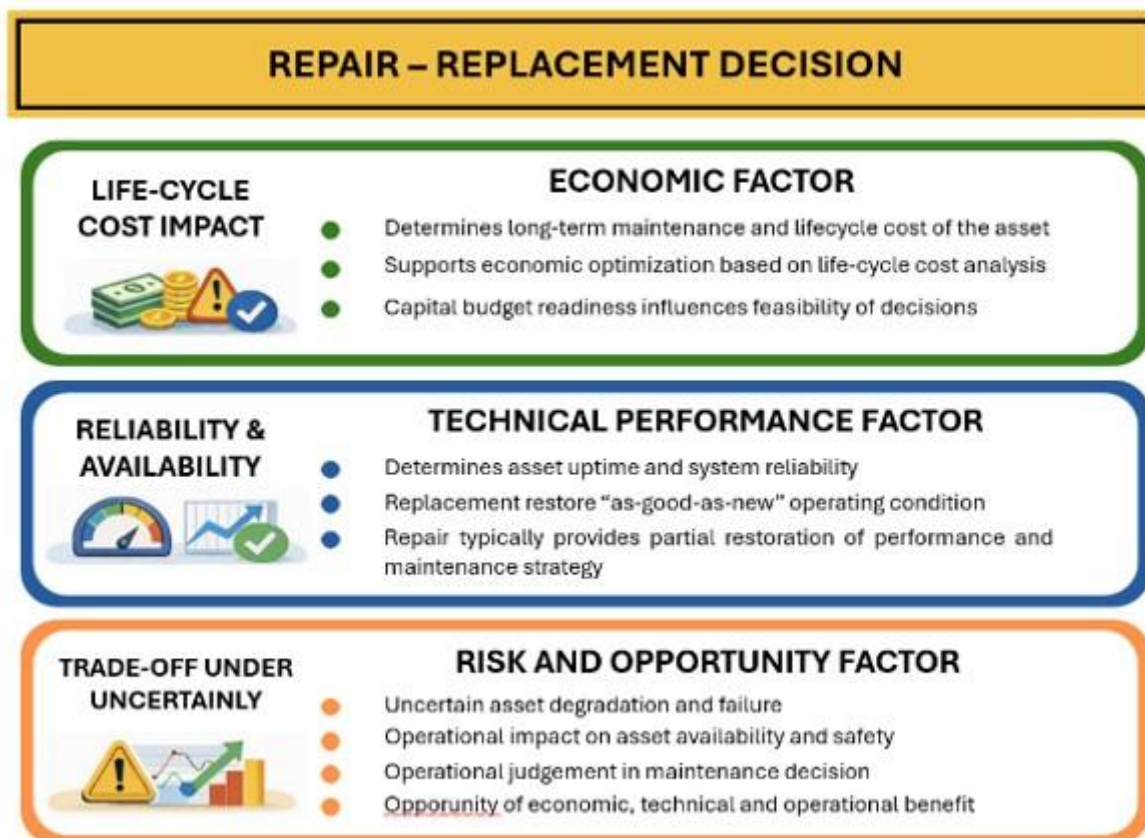 REPAIR – REPLACEMENT DECISION
LIFE-CYCLE
COST IMPACT
ECONOMIC FACTOR
Determines long-term maintenance and lifecycle cost of the asset
Supports economic optimization based on life-cycle cost analysis
Capital budget readiness influences feasibility of decisions
RELIABILITY &
AVAILABILITY
TECHNICAL PERFORMANCE FACTOR
Determines asset uptime and system reliability
Replacement restore “as-good-as-new” operating condition
Repair typically provides partial restoration of performance and
maintenance strategy
TRADE-OFF UNDER
UNCERTAINLY
RISK AND OPPORTUNITY FACTOR
Uncertain asset degradation and failure
Operational impact on asset availability and safety
Operational judgement in maintenance decision
Opporunity of economic, technical and operational benefit